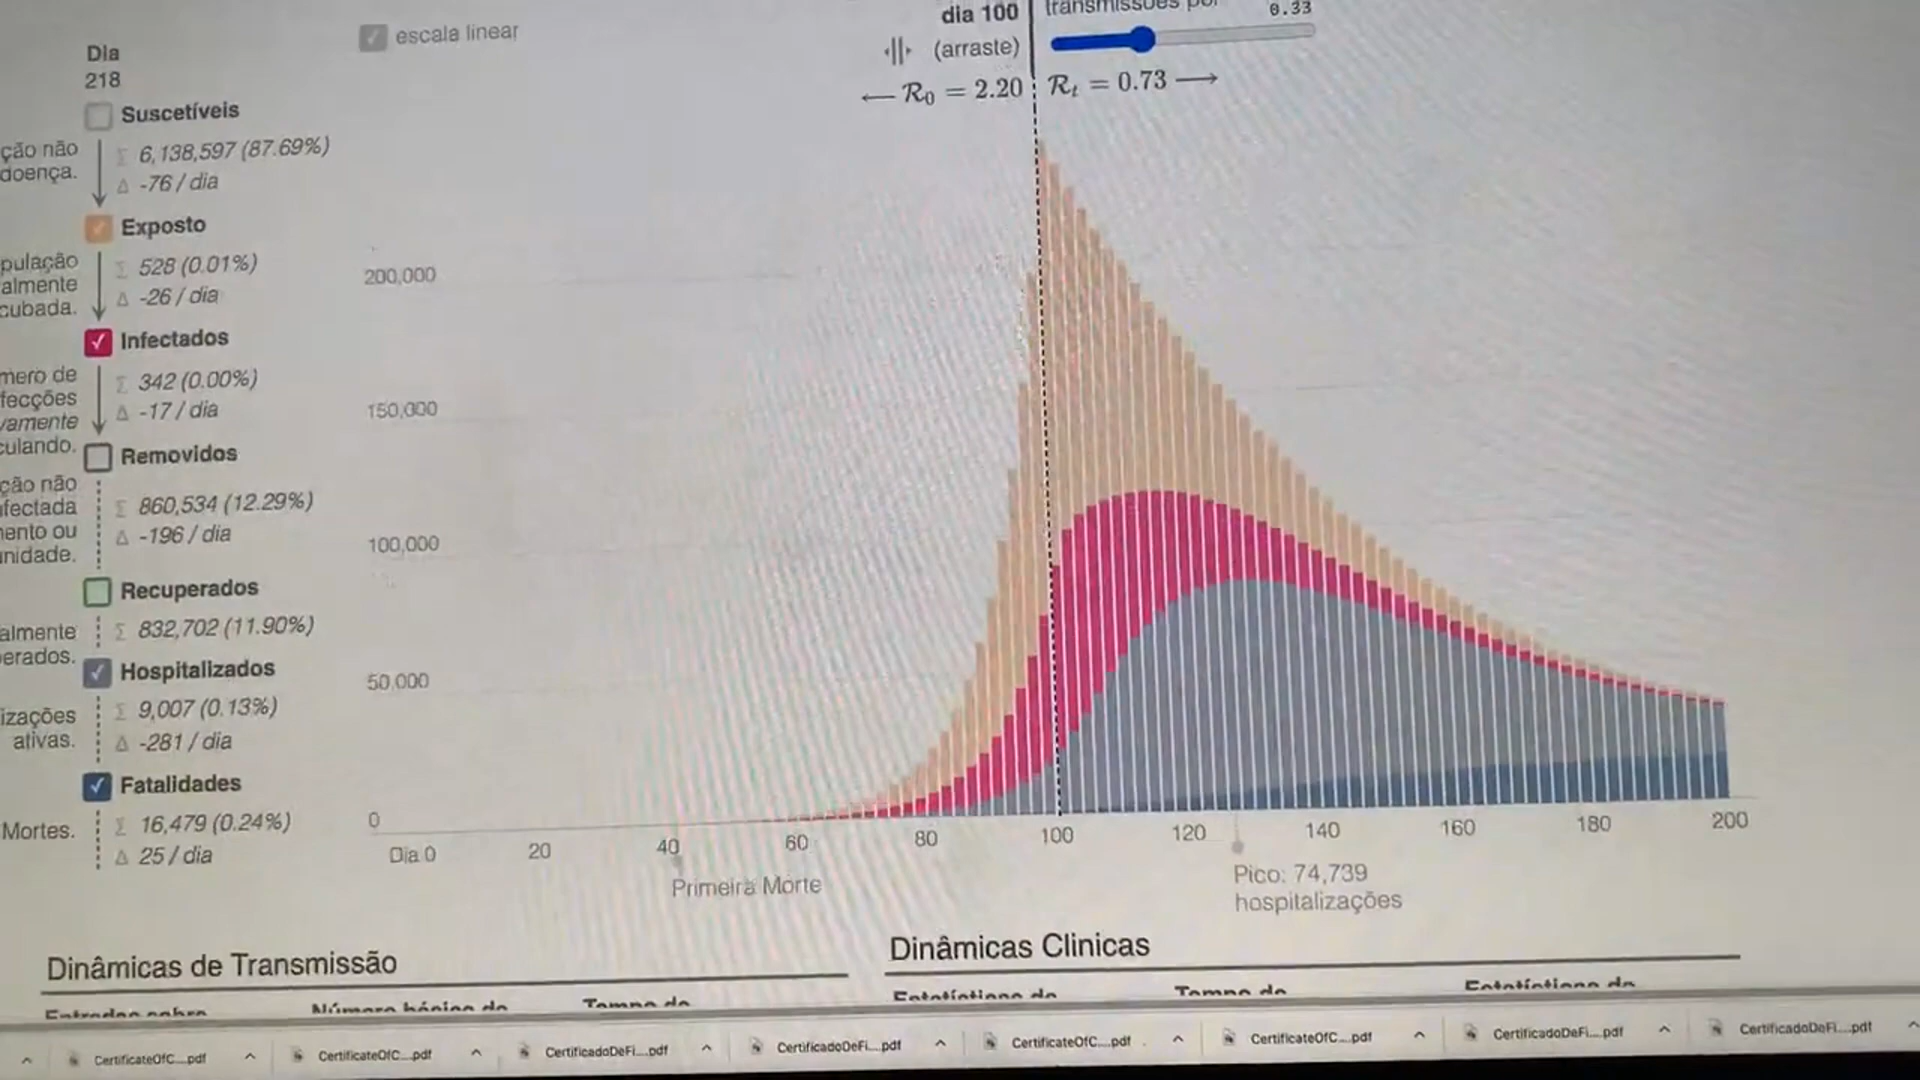 dia 100
transmissões por
0.33
escala linear
(arraste)
← R₀ = 2.20
Rₜ = 0.73 →
Dia
218
Suscetíveis
ção não
doença.
Σ 6,138,597 (87.69%)
Δ -76 / dia
Exposto
pulação
almente
cubada.
Σ 528 (0.01%)
Δ -26 / dia
Infectados
mero de
fecções
vamente
culando.
Σ 342 (0.00%)
Δ -17 / dia
Removidos
ção não
nfectada
mento ou
unidade.
Σ 860,534 (12.29%)
Δ -196 / dia
Recuperados
almente
perados.
Σ 832,702 (11.90%)
Hospitalizados
izações
ativas.
Σ 9,007 (0.13%)
Δ -281 / dia
Fatalidades
Mortes.
Σ 16,479 (0.24%)
Δ 25 / dia
200,000
150,000
100,000
50,000
0
Dia 0 20 40 60 80 100 120 140 160 180 200
Primeira Morte
Pico: 74,739
hospitalizações
Dinâmicas de Transmissão
Dinâmicas Clinicas
CertificateOfC....pdf
CertificateOfC....pdf
CertificadoDeFi....pdf
CertificadoDeFi....pdf
CertificateOfC....pdf
CertificateOfC....pdf
CertificadoDeFi....pdf
CertificadoDeFi....pdf